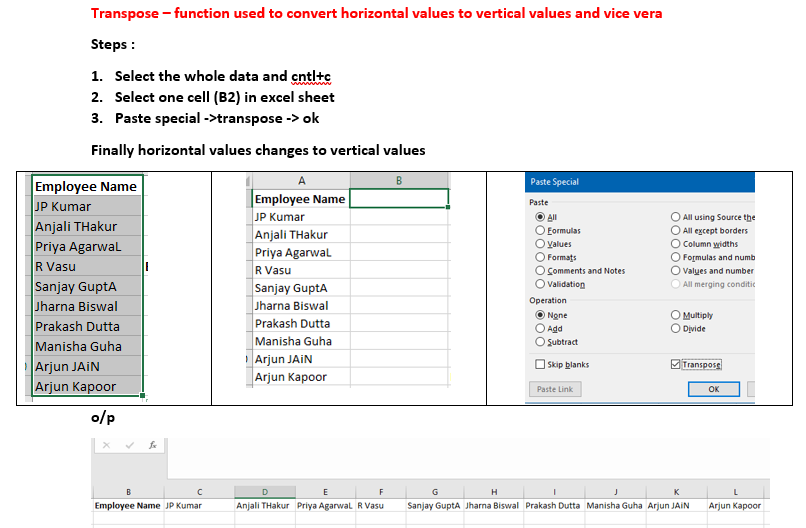 Transpose – function used to convert horizontal values to vertical values and vice vera
Steps :
1. Select the whole data and cntl+c
2. Select one cell (B2) in excel sheet
3. Paste special ->transpose -> ok
Finally horizontal values changes to vertical values
Employee Name
JP Kumar
Anjali THakur
Priya AgarwaL
R Vasu
Sanjay GuptA
Jharna Biswal
Prakash Dutta
Manisha Guha
Arjun JAiN
Arjun Kapoor
A B
Employee Name
JP Kumar
Anjali THakur
Priya AgarwaL
R Vasu
Sanjay GuptA
Jharna Biswal
Prakash Dutta
Manisha Guha
Arjun JAiN
Arjun Kapoor
Paste Special
Paste
All All using Source the
Formulas All except borders
Values Column widths
Formats Formulas and numb
Comments and Notes Values and number
Validation All merging conditic
Operation
None Multiply
Add Divide
Subtract
Skip blanks Transpose
Paste Link OK
o/p
fx
B C D E F G H I J K L
Employee Name JP Kumar Anjali THakur Priya AgarwaL R Vasu Sanjay GuptA Jharna Biswal Prakash Dutta Manisha Guha Arjun JAiN Arjun Kapoor